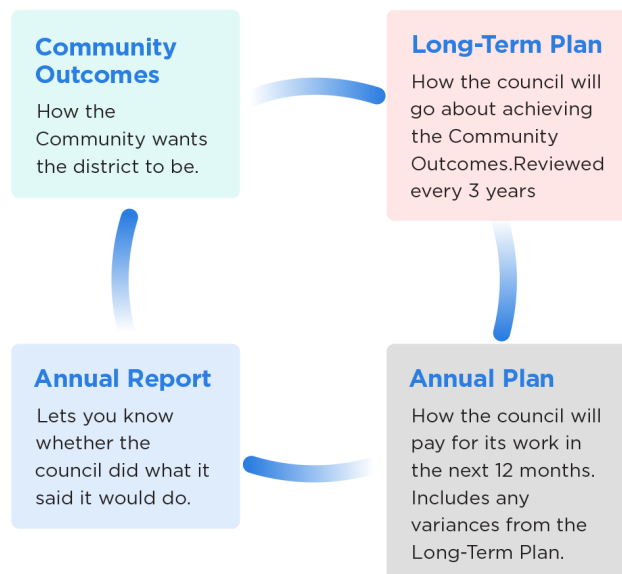 Community
Outcomes
How the
Community wants
the district to be.
Long-Term Plan
How the council will
go about achieving
the Community
Outcomes.Reviewed
every 3 years
Annual Report
Lets you know
whether the
council did what it
said it would do.
Annual Plan
How the council will
pay for its work in
the next 12 months.
Includes any
variances from the
Long-Term Plan.